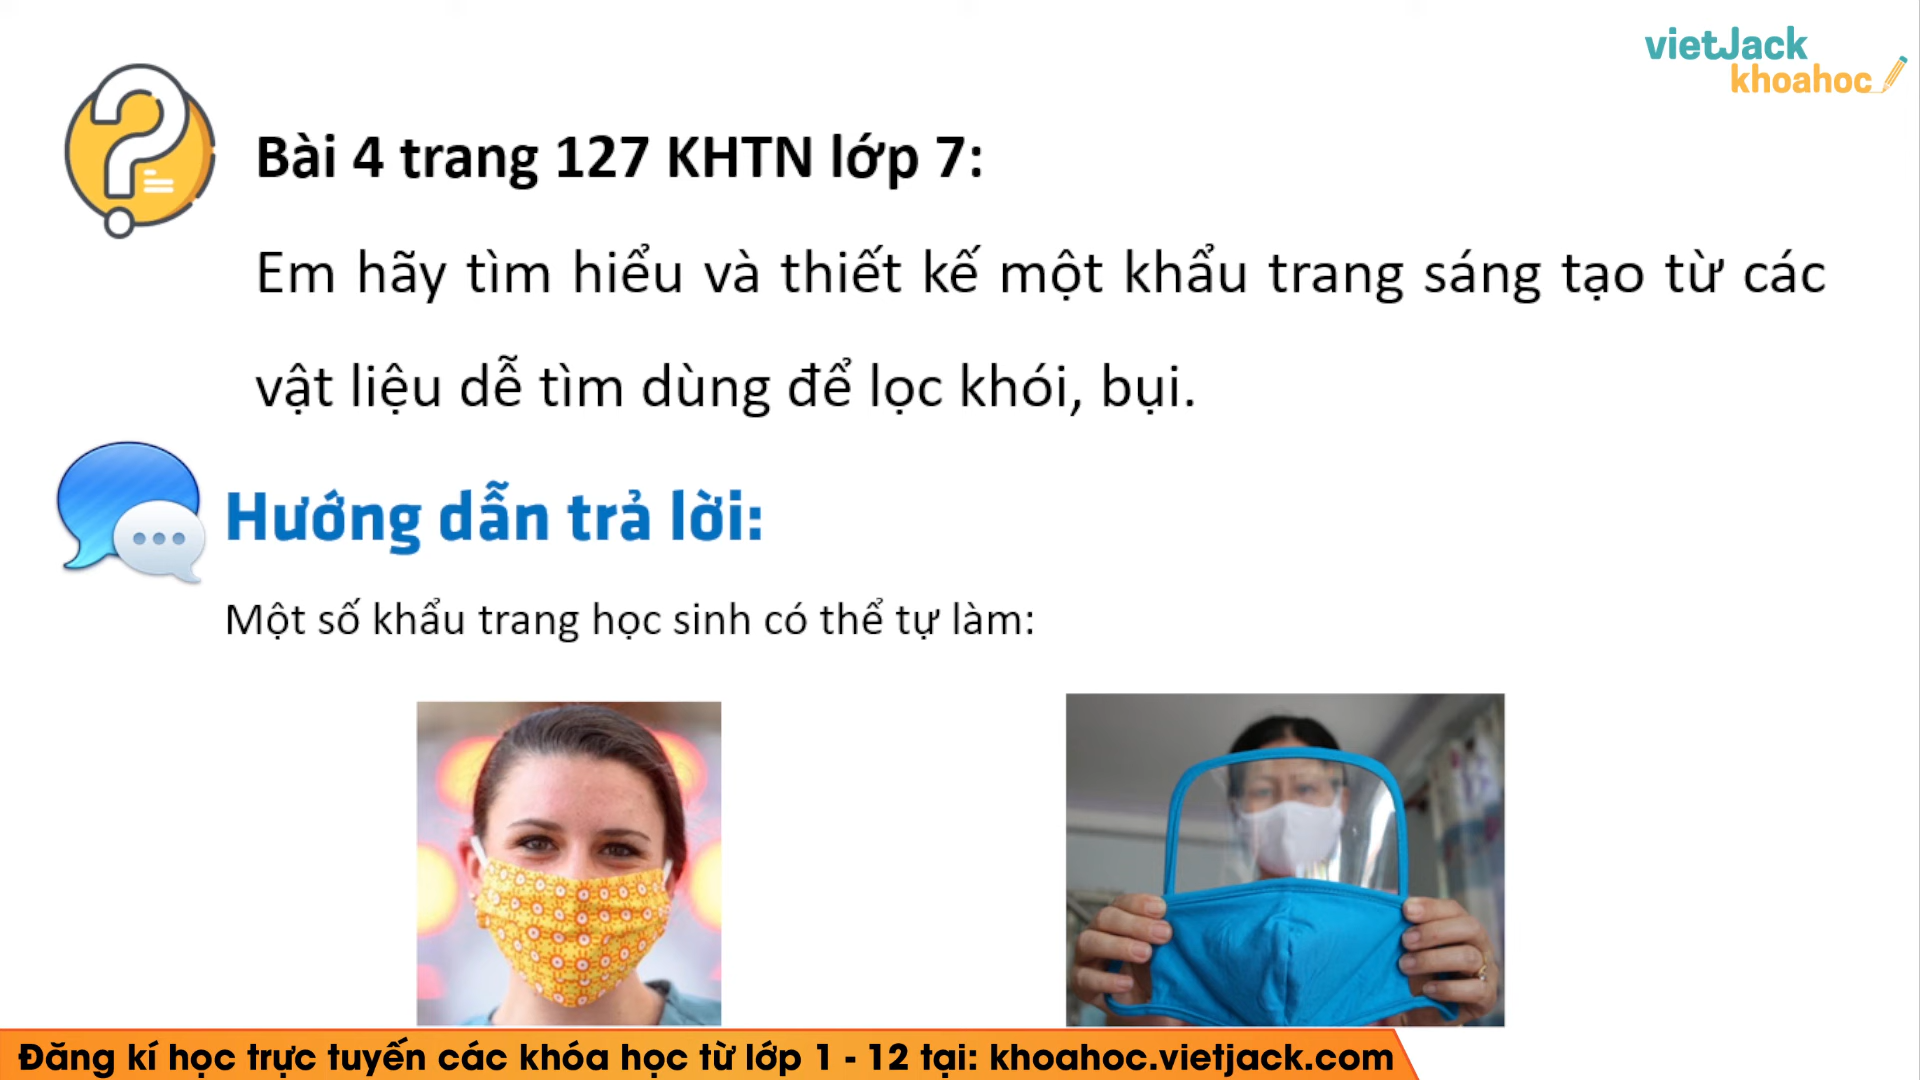 vietJack
khoahoc
Bài 4 trang 127 KHTN lớp 7:
Em hãy tìm hiểu và thiết kế một khẩu trang sáng tạo từ các
vật liệu dễ tìm dùng để lọc khói, bụi.
Hướng dẫn trả lời:
Một số khẩu trang học sinh có thể tự làm:
Đăng kí học trực tuyến các khóa học từ lớp 1 - 12 tại: khoahoc.vietjack.com